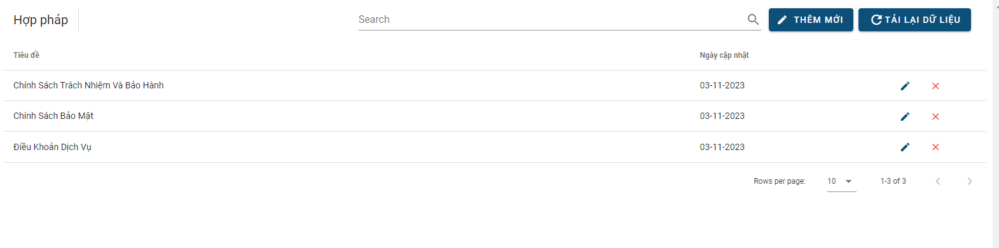 Hợp pháp
Search
THÊM MỚI
TẢI LẠI DỮ LIỆU
Tiêu đề Ngày cập nhật
Chính Sách Trách Nhiệm Và Bảo Hành 03-11-2023
Chính Sách Bảo Mật 03-11-2023
Điều Khoản Dịch Vụ 03-11-2023
Rows per page: 10 1-3 of 3